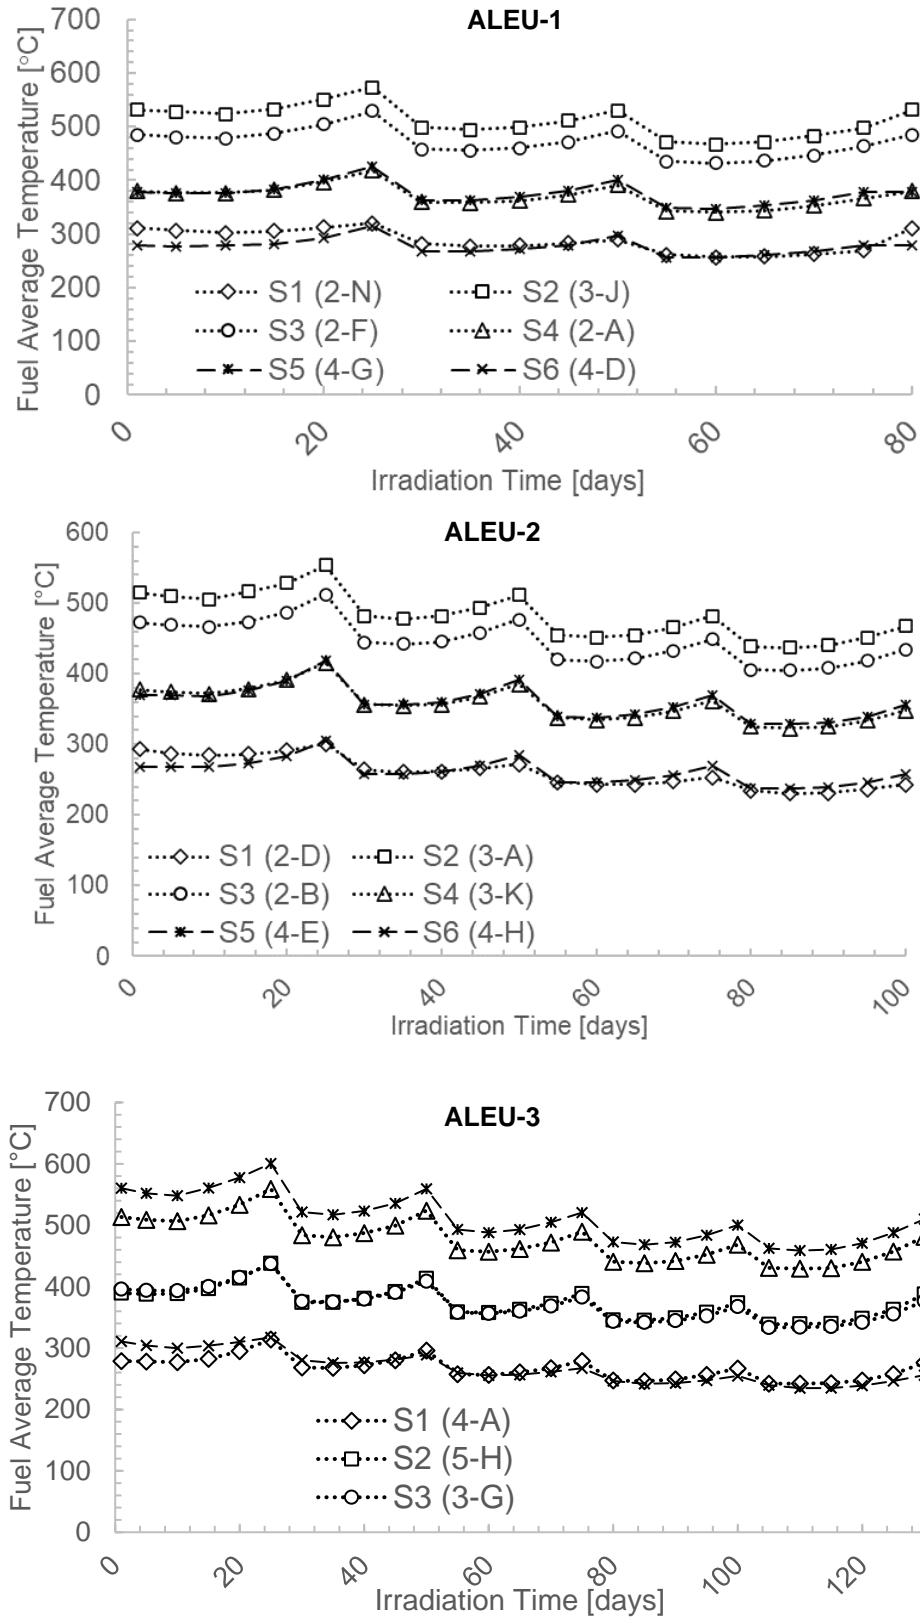 ALEU-1
Fuel Average Temperature [°C]
700
600
500
400
300
200
100
0
S1 (2-N) S2 (3-J)
S3 (2-F) S4 (2-A)
S5 (4-G) S6 (4-D)
0 20 40 60 80
Irradiation Time [days]
ALEU-2
Fuel Average Temperature [°C]
600
500
400
300
200
100
0
S1 (2-D) S2 (3-A)
S3 (2-B) S4 (3-K)
S5 (4-E) S6 (4-H)
0 20 40 60 80 100
Irradiation Time [days]
ALEU-3
Fuel Average Temperature [°C]
700
600
500
400
300
200
100
0
S1 (4-A)
S2 (5-H)
S3 (3-G)
0 20 40 60 80 100 120
Irradiation Time [days]